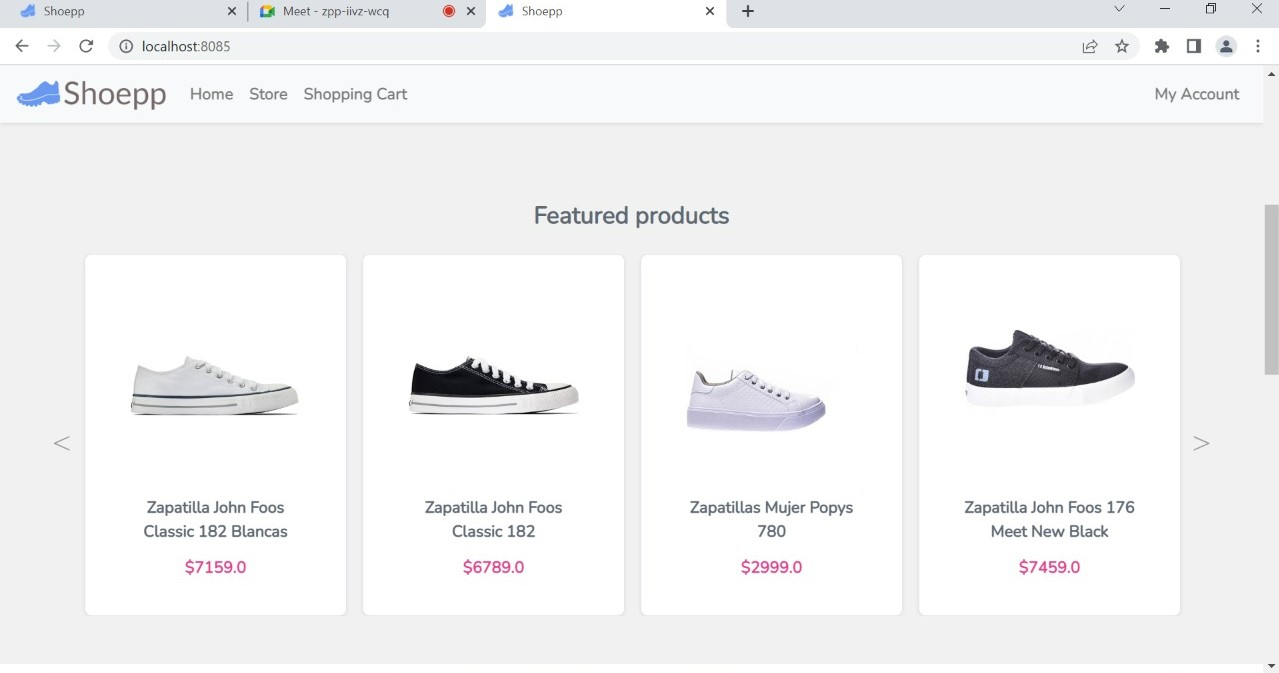 Shoepp
Meet - zpp-iivz-wcq
Shoepp
localhost:8085
Shoepp Home Store Shopping Cart My Account
Featured products
< >
Zapatilla John Foos
Classic 182 Blancas
$7159.0
Zapatilla John Foos
Classic 182
$6789.0
Zapatillas Mujer Popys
780
$2999.0
Zapatilla John Foos 176
Meet New Black
$7459.0